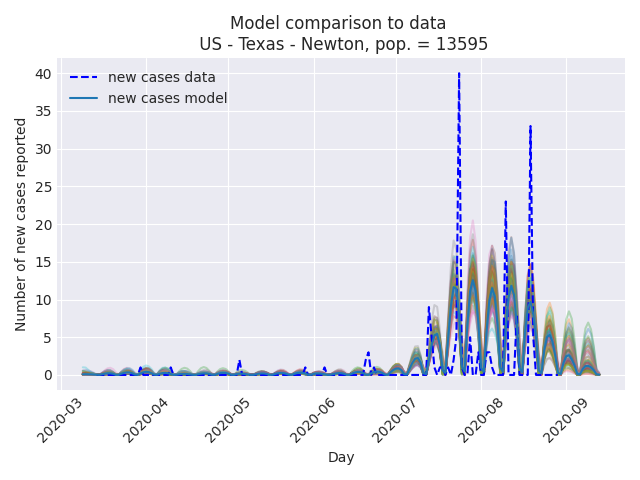 Model comparison to data
US - Texas - Newton, pop. = 13595
new cases data
new cases model
Number of new cases reported
40
35
30
25
20
15
10
5
0
2020-03
2020-04
2020-05
2020-06
2020-07
2020-08
2020-09
Day